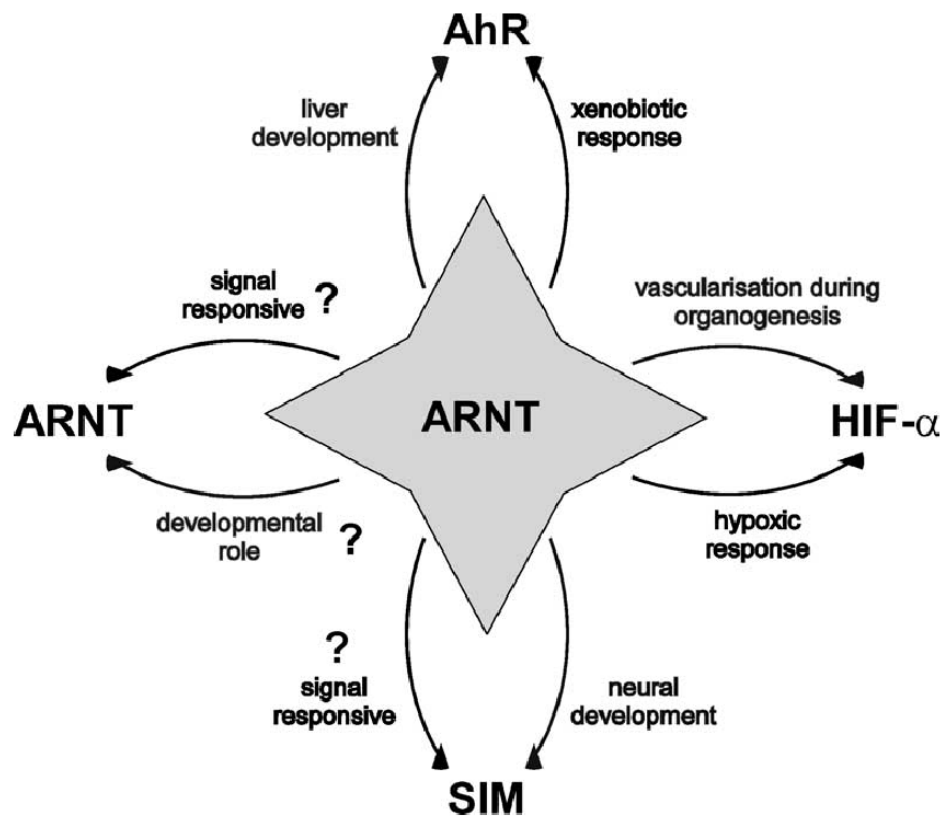 AhR
liver
development
xenobiotic
response
signal
responsive ?
vascularisation during
organogenesis
ARNT
ARNT
HIF-α
developmental
role ?
hypoxic
response
?
signal
responsive
neural
development
SIM